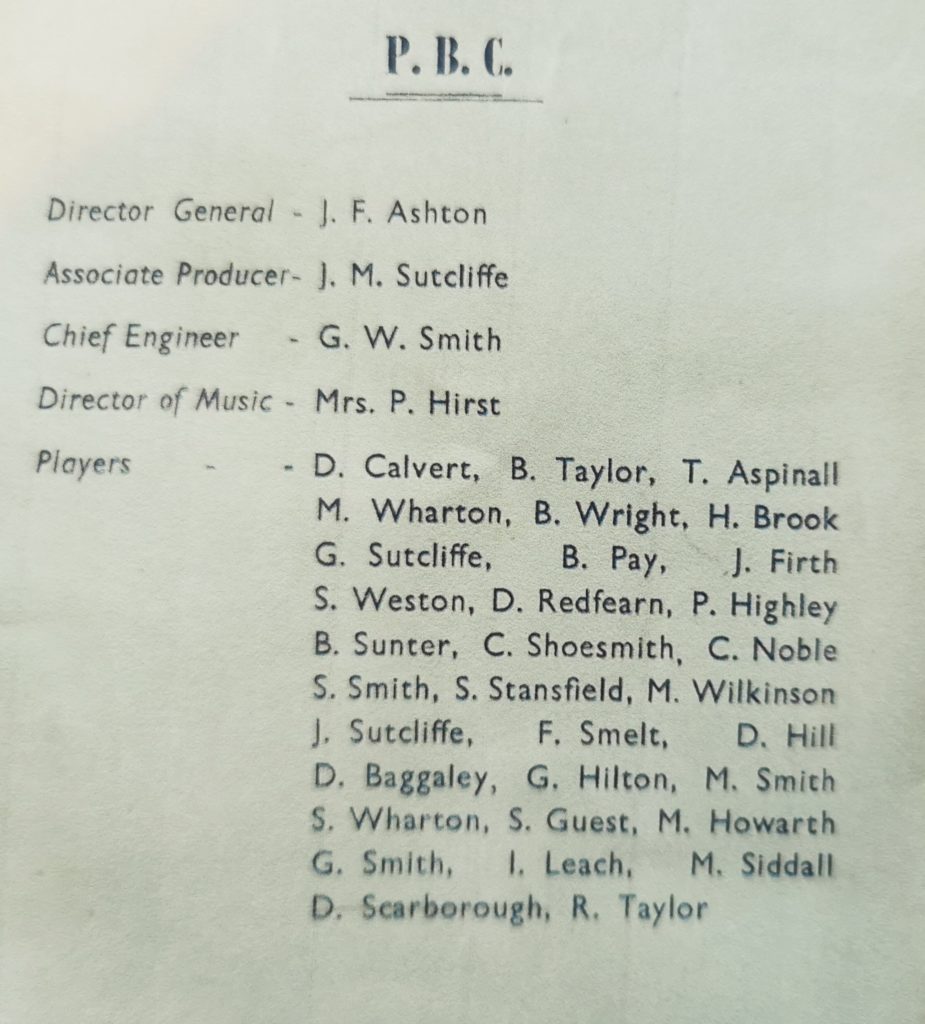 P. B. C.
Director General - J. F. Ashton
Associate Producer- J. M. Sutcliffe
Chief Engineer - G. W. Smith
Director of Music - Mrs. P. Hirst
Players - - D. Calvert, B. Taylor, T. Aspinall
M. Wharton, B. Wright, H. Brook
G. Sutcliffe, B. Pay, J. Firth
S. Weston, D. Redfearn, P. Highley
B. Sunter, C. Shoesmith, C. Noble
S. Smith, S. Stansfield, M. Wilkinson
J. Sutcliffe, F. Smelt, D. Hill
D. Baggaley, G. Hilton, M. Smith
S. Wharton, S. Guest, M. Howarth
G. Smith, I. Leach, M. Siddall
D. Scarborough, R. Taylor